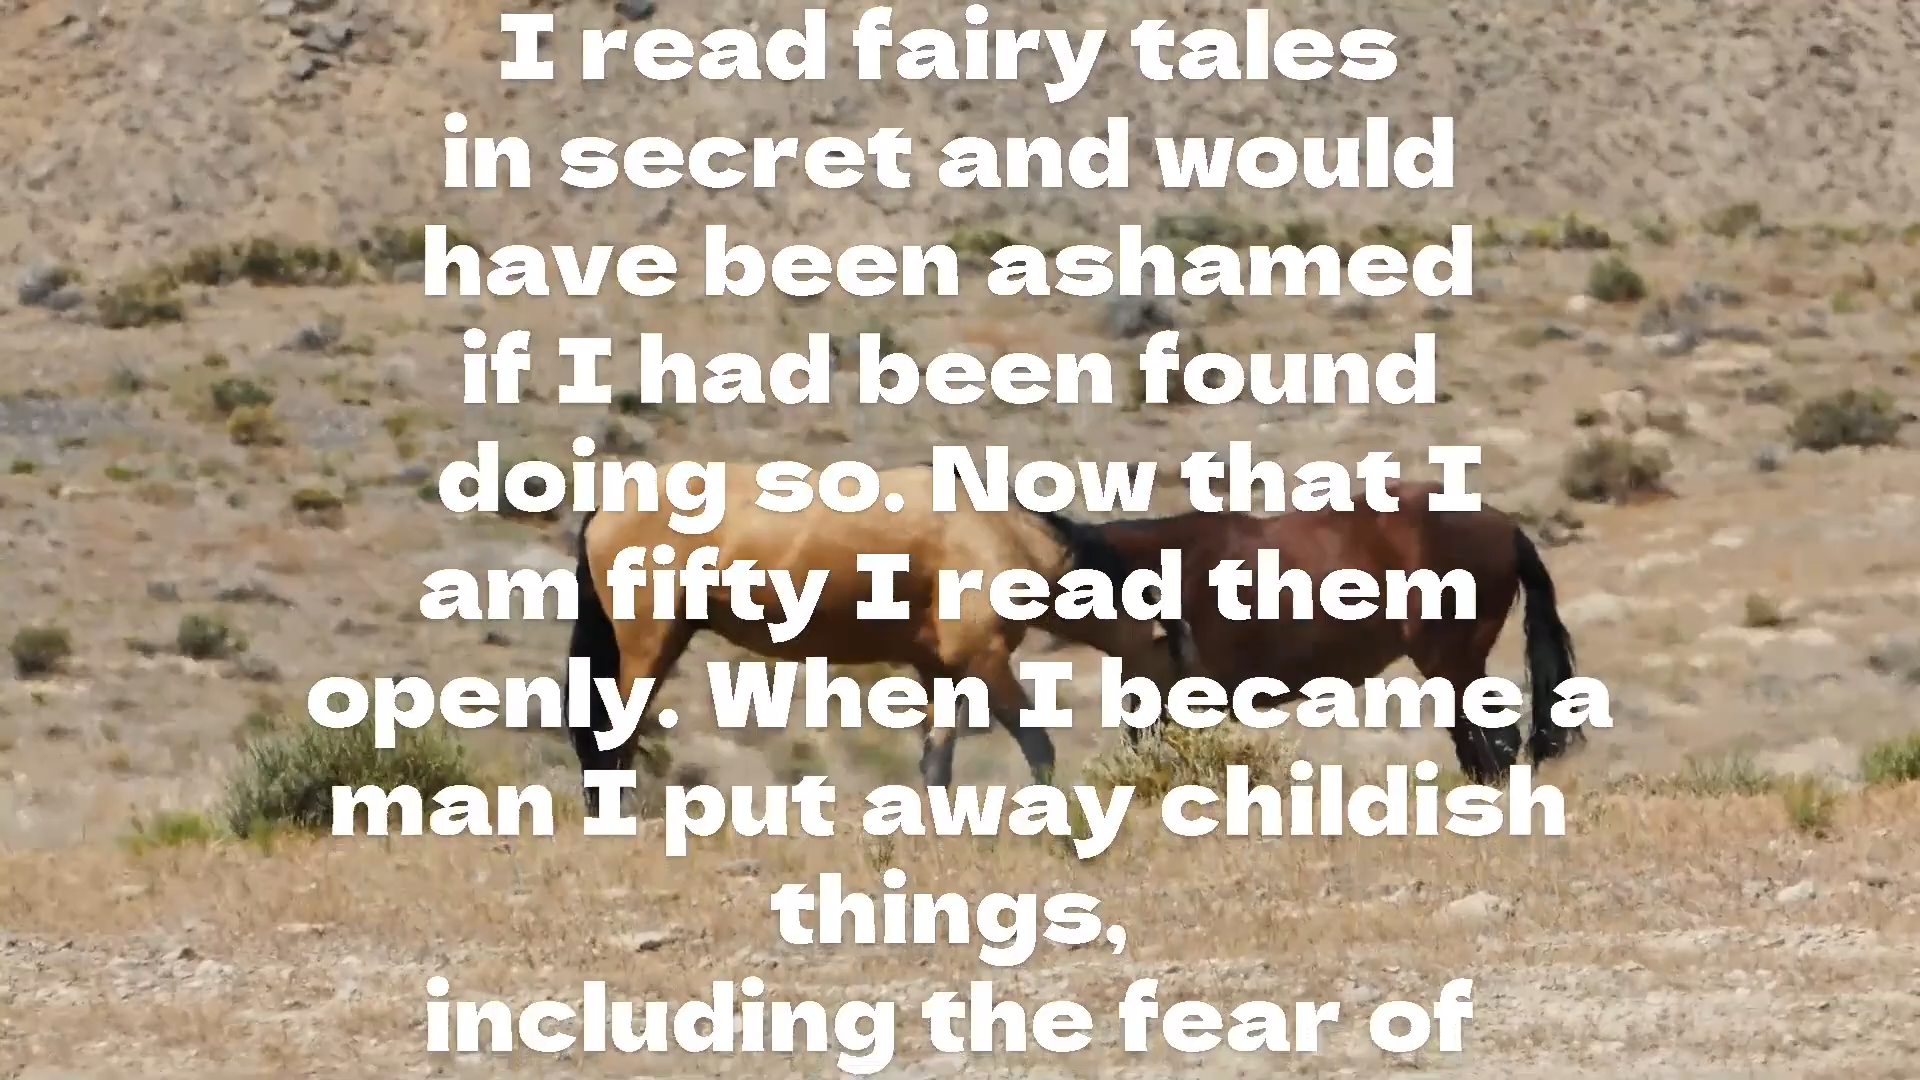 I read fairy tales
in secret and would
have been ashamed
if I had been found
doing so. Now that I
am fifty I read them
openly. When I became a
man I put away childish
things,
including the fear of